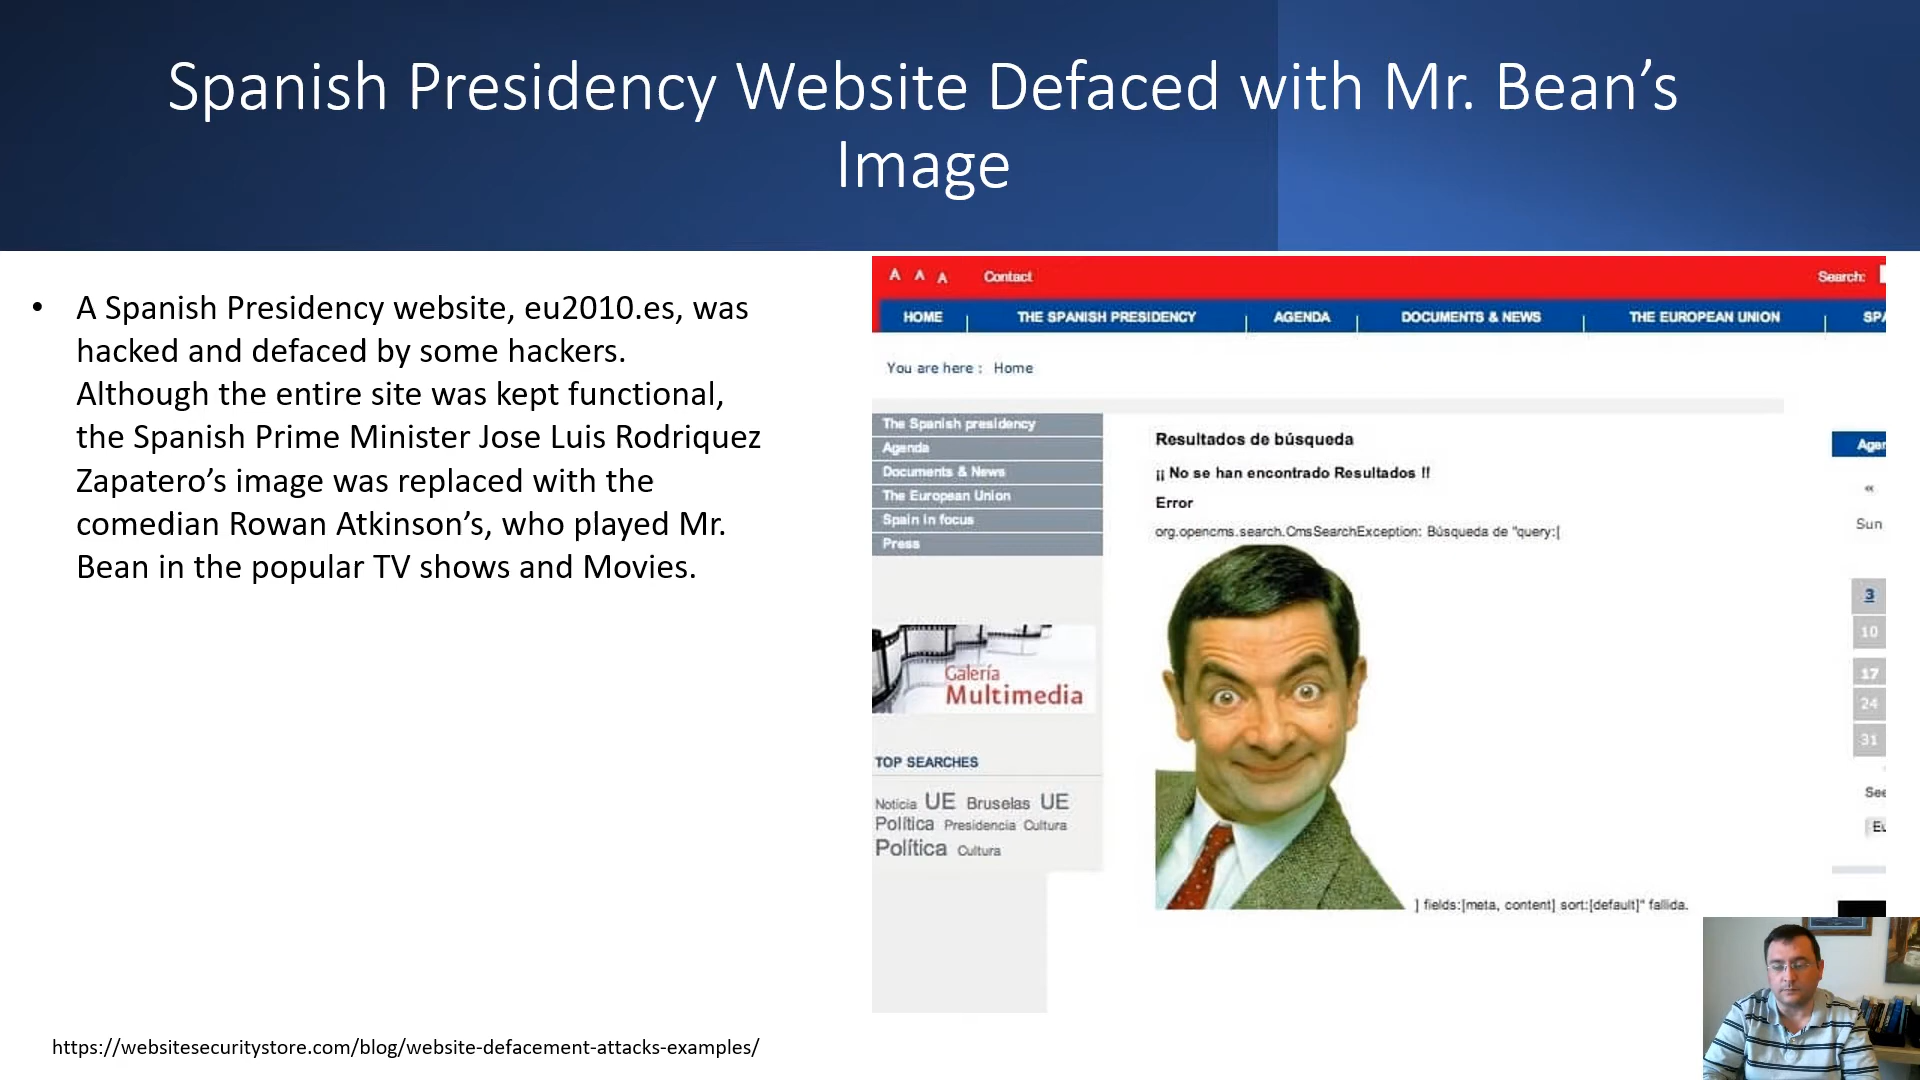 Spanish Presidency Website Defaced with Mr. Bean’s
Image
• A Spanish Presidency website, eu2010.es, was
hacked and defaced by some hackers.
Although the entire site was kept functional,
the Spanish Prime Minister Jose Luis Rodriquez
Zapatero’s image was replaced with the
comedian Rowan Atkinson’s, who played Mr.
Bean in the popular TV shows and Movies.
https://websitesecuritystore.com/blog/website-defacement-attacks-examples/
A A A Contact Search:
HOME THE SPANISH PRESIDENCY AGENDA DOCUMENTS & NEWS THE EUROPEAN UNION SPA
You are here : Home
The Spanish presidency
Agenda
Documents & News
The European Union
Spain in focus
Press
Galería
Multimedia
TOP SEARCHES
Noticia UE Bruselas UE
Política Presidencia Cultura
Política Cultura
Resultados de búsqueda
¡¡ No se han encontrado Resultados !!
Error
org.opencms.search.CmsSearchException: Búsqueda de "query:[
] fields:[meta, content] sort:[default]" fallida.
Agen
«
Sun
3
10
17
24
31
See
Eu